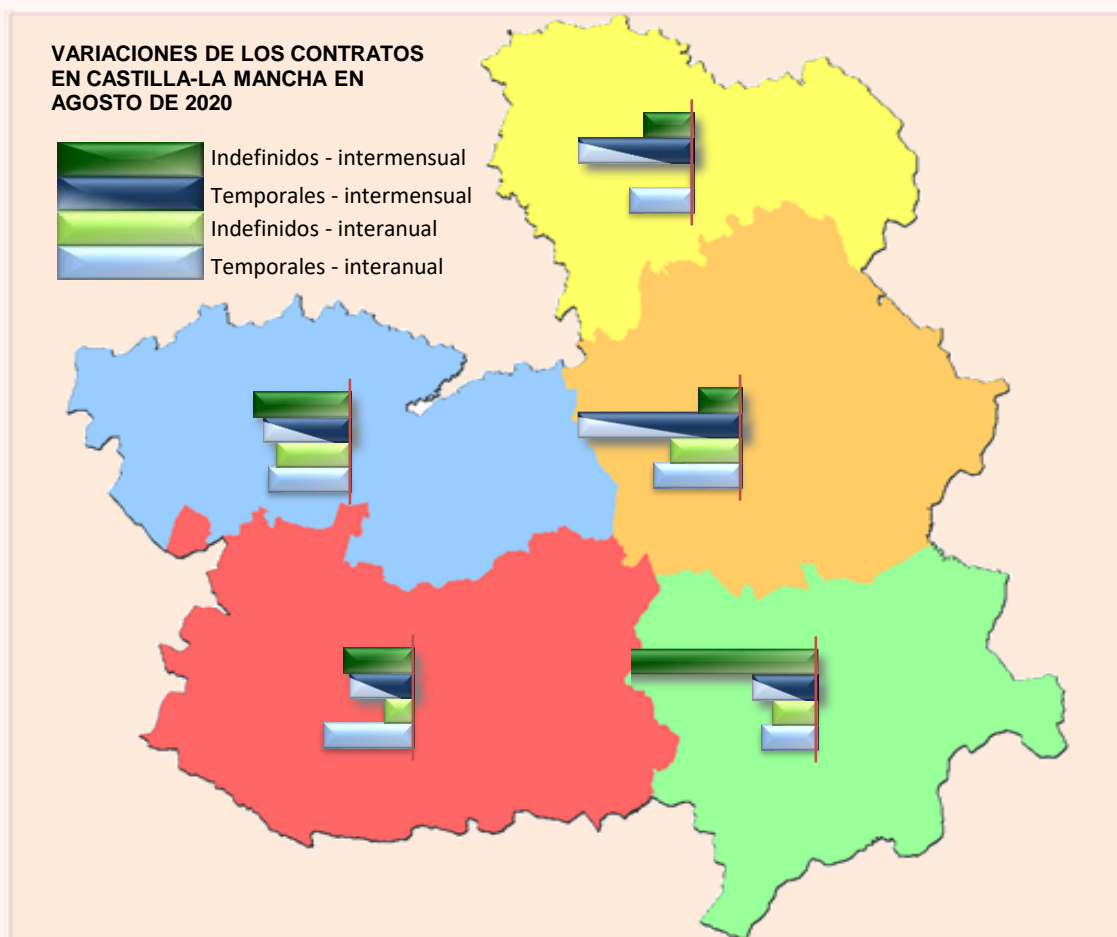 VARIACIONES DE LOS CONTRATOS
EN CASTILLA-LA MANCHA EN
AGOSTO DE 2020
Indefinidos - intermensual
Temporales - intermensual
Indefinidos - interanual
Temporales - interanual